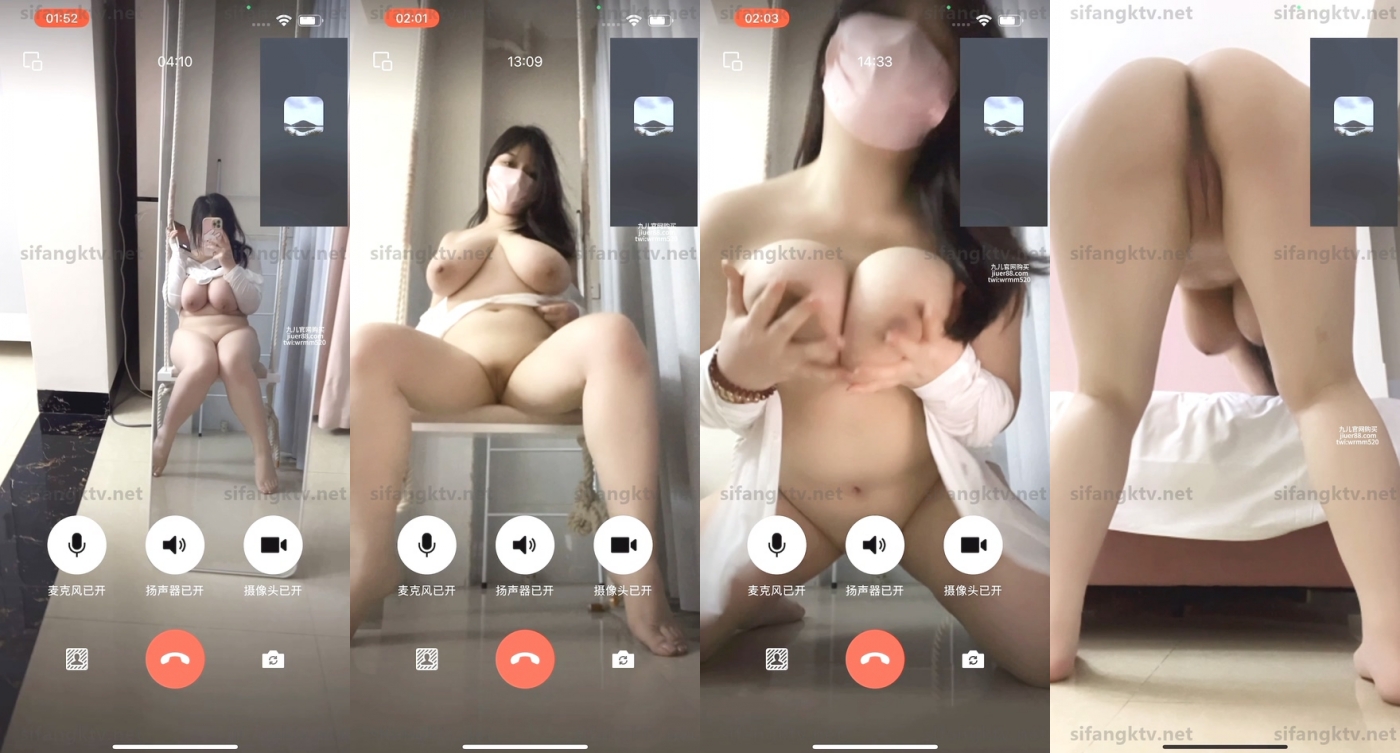 sifangktv.net sifangktv.net sifangktv.net sifangktv.net sifangktv.net
01:52
02:01
02:03
04:10
13:09
14:33
九儿官网购买
jiuer88.com
twi:wrmm520
九儿官网购买
jiuer88.com
twi:wrmm520
九儿官网购买
jiuer88.com
twi:wrmm520
九儿官网购买
jiuer88.com
twi:wrmm520
sifangktv.net sifangktv.net sifangktv.net sifangktv.net sifangktv.net sifangktv.net
sifangktv.net sifangktv.net sifangktv.net sifangktv.net sifangktv.net sifangktv.net
麦克风已开 扬声器已开 摄像头已开
麦克风已开 扬声器已开 摄像头已开
麦克风已开 扬声器已开 摄像头已开
sifangktv.net sifangktv.net